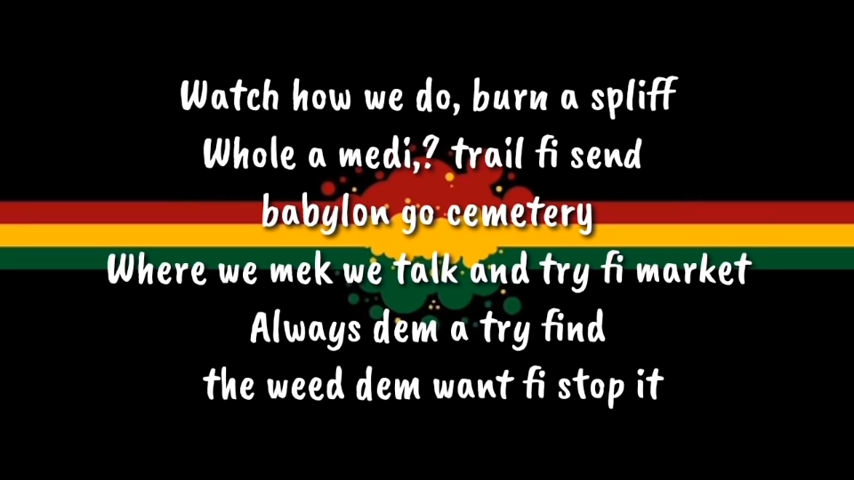 Watch how we do, burn a spliff
Whole a medi,? trail fi send
babylon go cemetery
Where we mek we talk and try fi market
Always dem a try find
the weed dem want fi stop it